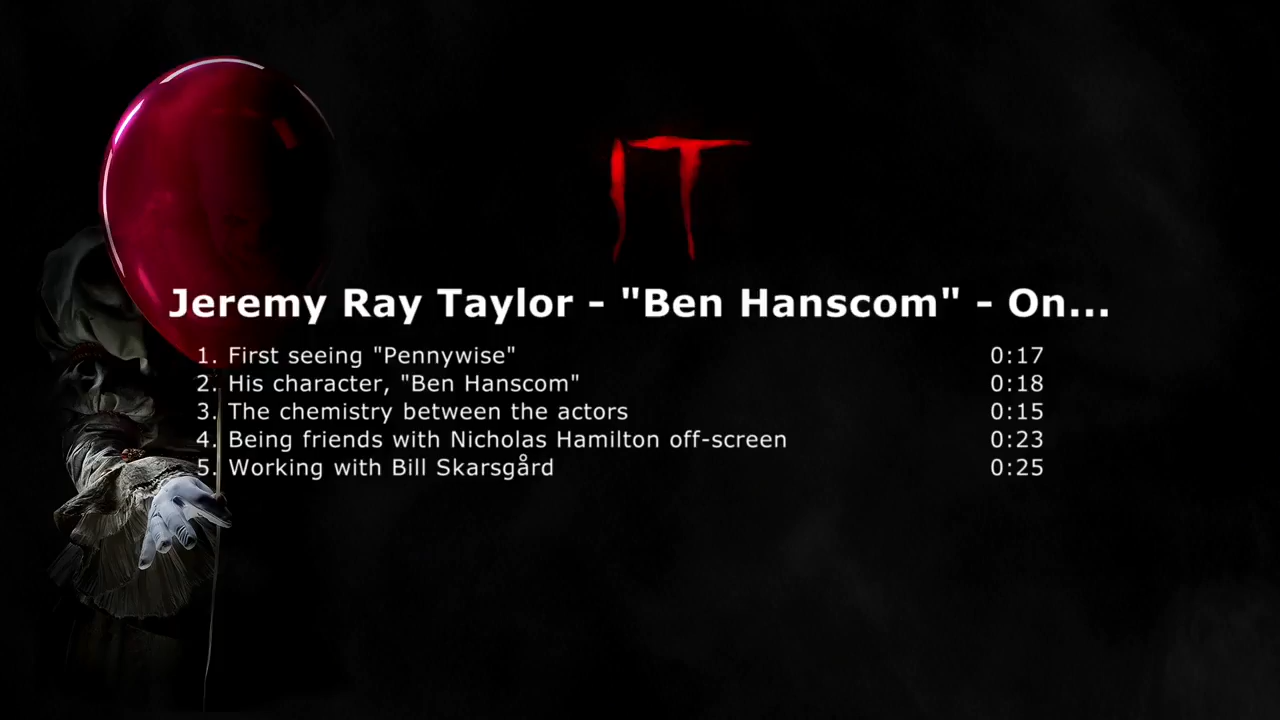 IT
Jeremy Ray Taylor - "Ben Hanscom" - On...
1. First seeing "Pennywise" 0:17
2. His character, "Ben Hanscom" 0:18
3. The chemistry between the actors 0:15
4. Being friends with Nicholas Hamilton off-screen 0:23
5. Working with Bill Skarsgård 0:25